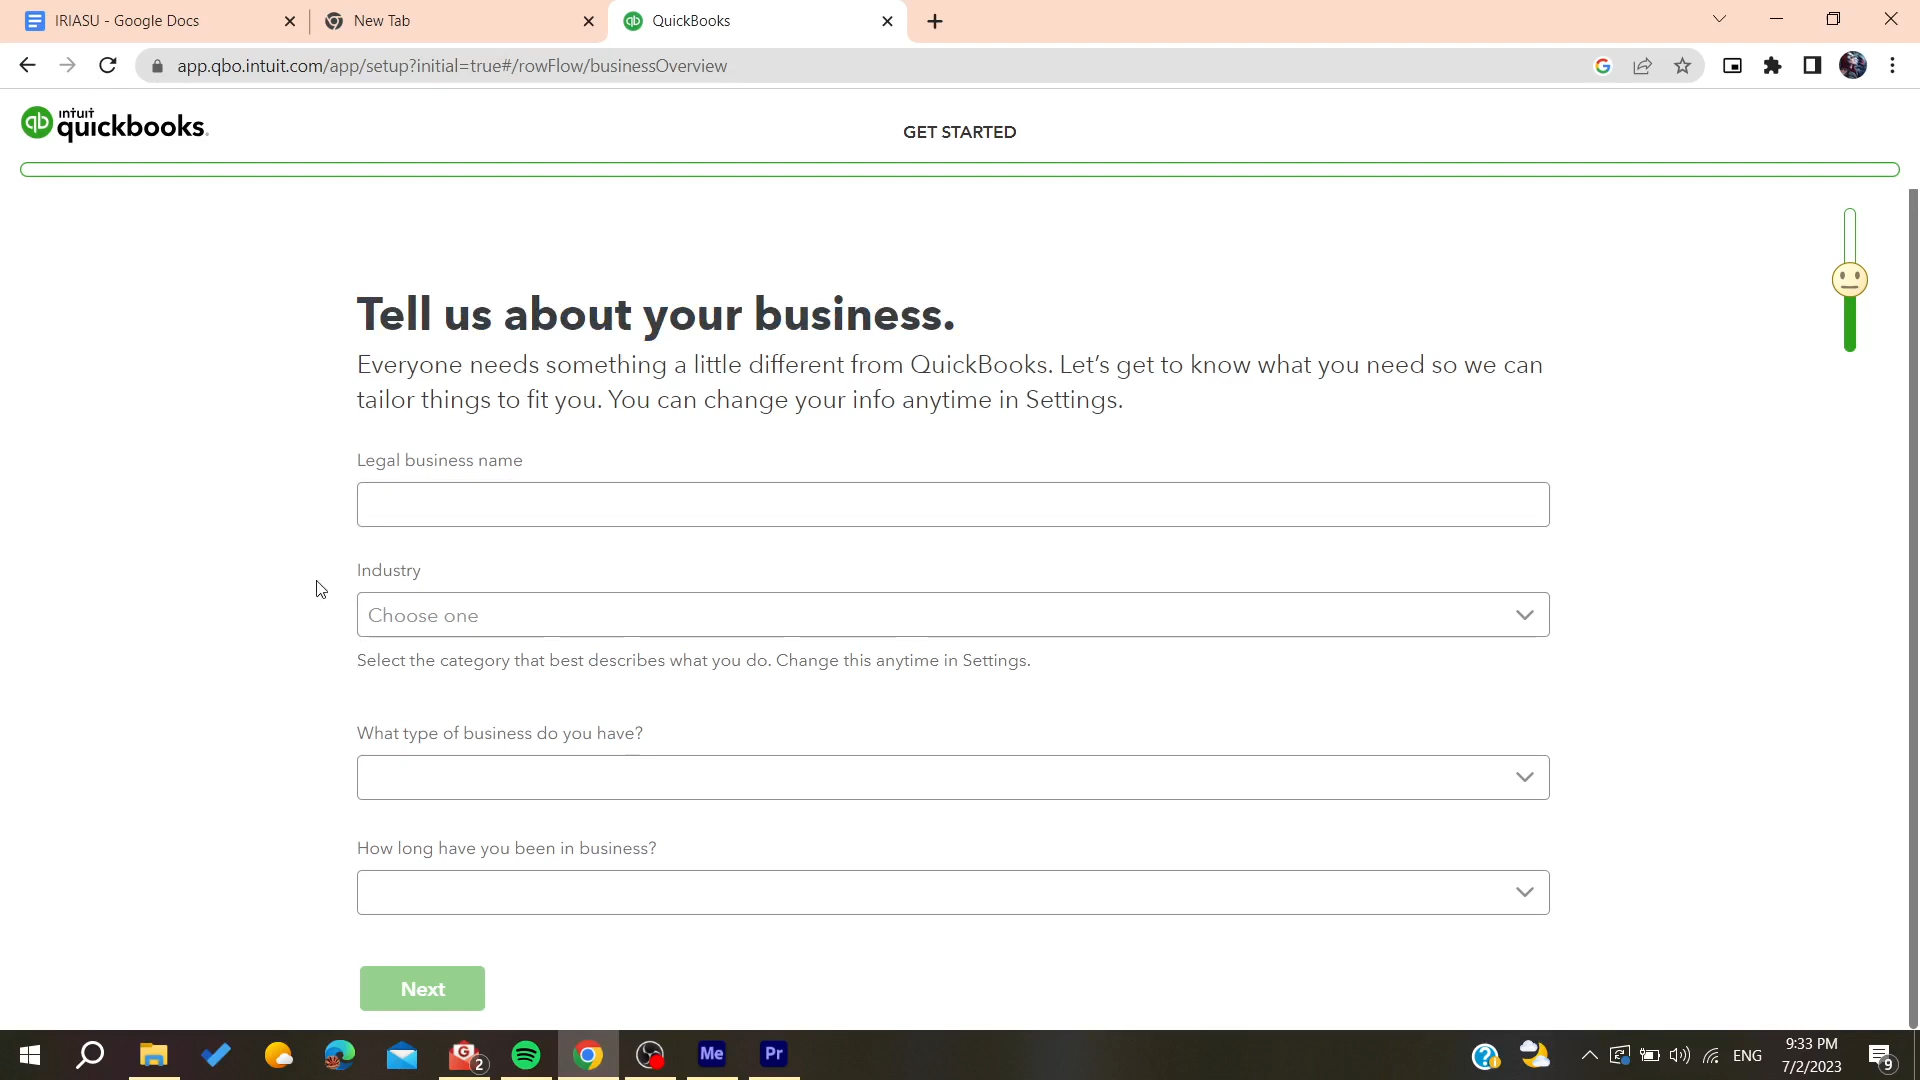 IRIASU - Google Docs
New Tab
QuickBooks
app.qbo.intuit.com/app/setup?initial=true#/rowFlow/businessOverview
intuit
quickbooks.
GET STARTED
Tell us about your business.
Everyone needs something a little different from QuickBooks. Let’s get to know what you need so we can
tailor things to fit you. You can change your info anytime in Settings.
Legal business name
Industry
Choose one
Select the category that best describes what you do. Change this anytime in Settings.
What type of business do you have?
How long have you been in business?
Next
2
Me
Pr
ENG
9:33 PM
7/2/2023
9